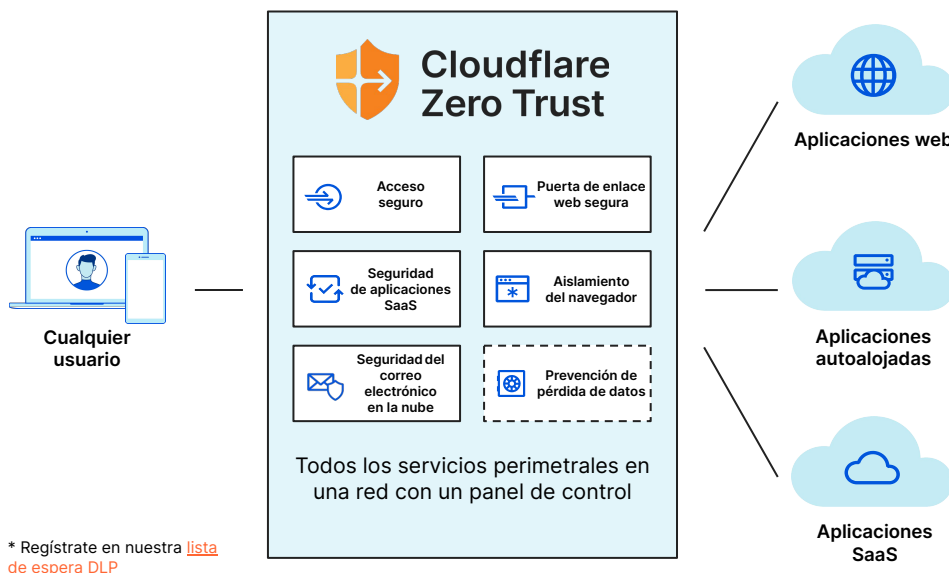 Cloudflare
Zero Trust
Acceso
seguro
Puerta de enlace
web segura
Seguridad
de aplicaciones
SaaS
Aislamiento
del navegador
Seguridad del
correo
electrónico
en la nube
Prevención de
pérdida de datos
Todos los servicios perimetrales en
una red con un panel de control
Cualquier
usuario
Aplicaciones web
Aplicaciones
autoalojadas
Aplicaciones
SaaS
* Regístrate en nuestra lista
de espera DLP